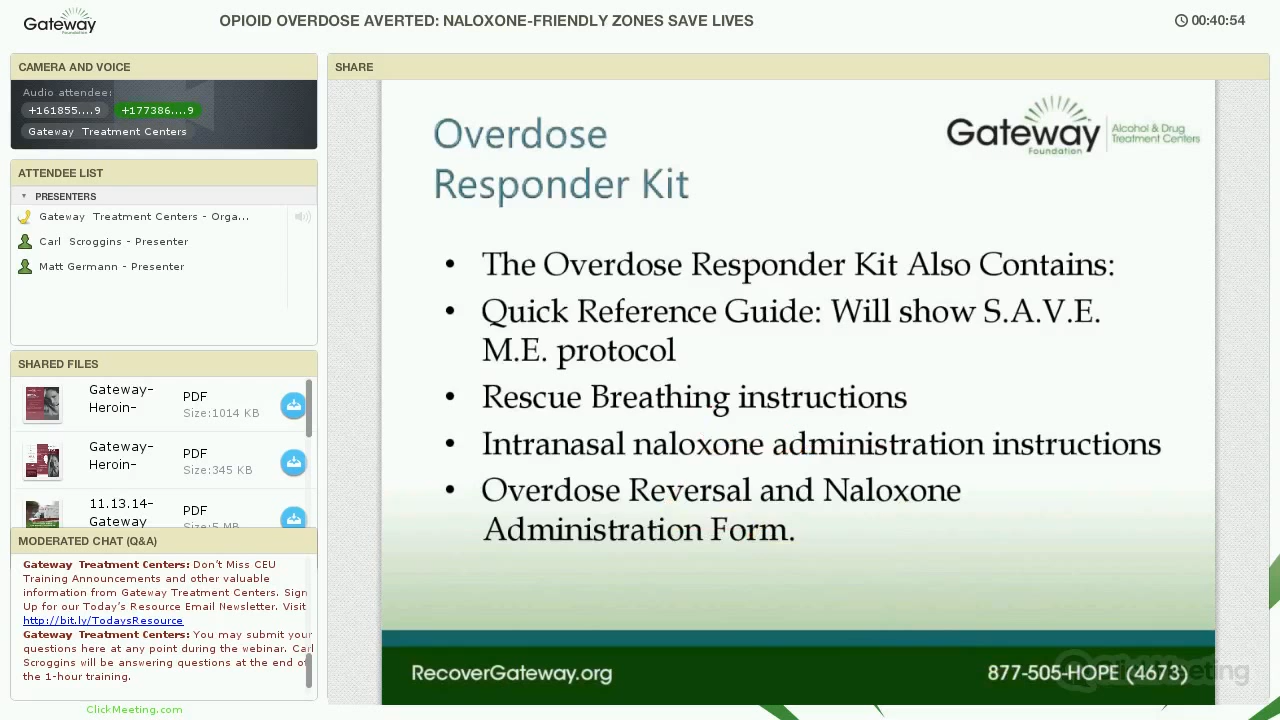 Gateway
Foundation
OPIOID OVERDOSE AVERTED: NALOXONE-FRIENDLY ZONES SAVE LIVES
00:40:54
CAMERA AND VOICE
Audio attendee:
+161855....9
+177386....9
Gateway Treatment Centers
ATTENDEE LIST
PRESENTERS
Gateway Treatment Centers - Orga...
Carl Scroggins - Presenter
Matt Germann - Presenter
SHARED FILES
Gateway-
Heroin-
PDF
Size:1014 KB
Gateway-
Heroin-
PDF
Size:345 KB
11.13.14-
Gateway
PDF
Size:5 MB
MODERATED CHAT (Q&A)
Gateway Treatment Centers: Don't Miss CEU
Training Announcements and other valuable
information from Gateway Treatment Centers. Sign
Up for our Today's Resource Email Newsletter. Visit
http://bit.ly/TodaysResource
Gateway Treatment Centers: You may submit your
questions here at any point during the webinar. Carl
Scroggins will be answering questions at the end of
the 1-hour training.
ClickMeeting.com
SHARE
Overdose
Responder Kit
Gateway
Foundation
Alcohol & Drug
Treatment Centers
• The Overdose Responder Kit Also Contains:
• Quick Reference Guide: Will show S.A.V.E.
M.E. protocol
• Rescue Breathing instructions
• Intranasal naloxone administration instructions
• Overdose Reversal and Naloxone
Administration Form.
RecoverGateway.org
877-505-HOPE (4673)